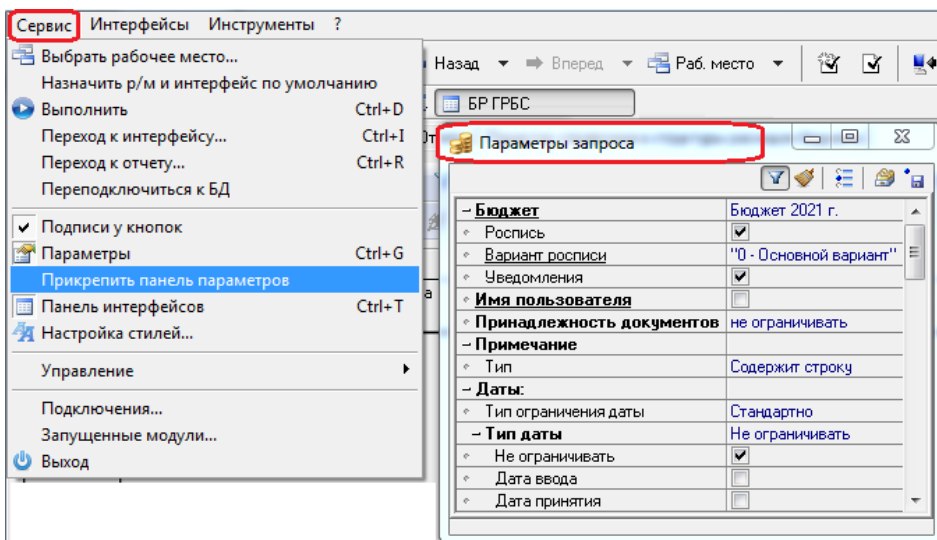 Сервис Интерфейсы Инструменты ?
Выбрать рабочее место...
Назначить р/м и интерфейс по умолчанию
Выполнить Ctrl+D
Переход к интерфейсу... Ctrl+I
Переход к отчету... Ctrl+R
Переподключиться к БД
Подписи у кнопок
Параметры Ctrl+G
Прикрепить панель параметров
Панель интерфейсов Ctrl+T
Настройка стилей...
Управление
Подключения...
Запущенные модули...
Выход
Назад Вперед Раб. место
БР ГРБС
Параметры запроса
Бюджет Бюджет 2021 г.
Роспись
Вариант росписи "0 - Основной вариант"
Уведомления
Имя пользователя
Принадлежность документов не ограничивать
Примечание
Тип Содержит строку
Даты:
Тип ограничения даты Стандартно
Тип даты Не ограничивать
Не ограничивать
Дата ввода
Дата принятия